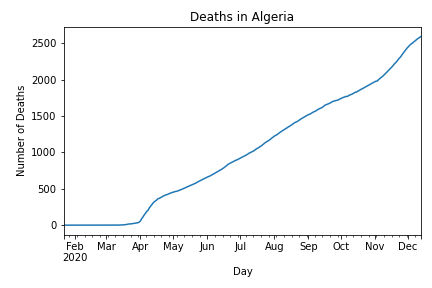 Deaths in Algeria
Number of Deaths
2500
2000
1500
1000
500
0
Feb Mar Apr May Jun Jul Aug Sep Oct Nov Dec
2020
Day